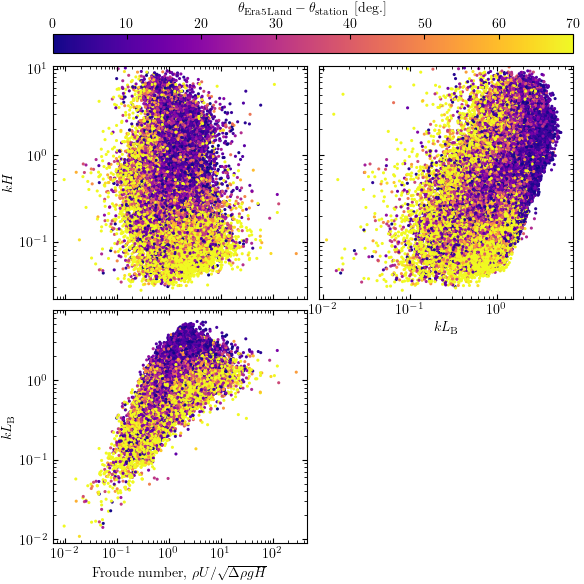 θ_Era5Land − θ_station [deg.]
0 10 20 30 40 50 60 70
10^1
10^0
10^−1
kH
10^−2 10^−1 10^0
kL_B
10^0
10^−1
10^−2
kL_B
10^−2 10^−1 10^0 10^1 10^2
Froude number, ρU/√ΔρgH